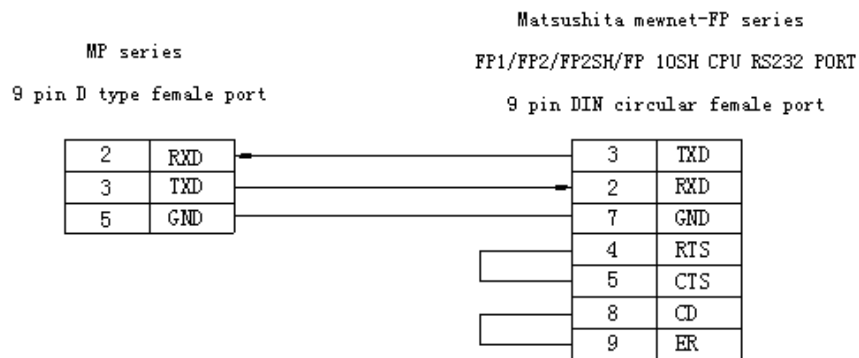 Matsushita mewnet-FP series
MP series
FP1/FP2/FP2SH/FP 10SH CPU RS232 PORT
9 pin D type female port
9 pin DIN circular female port
2 RXD 3 TXD
3 TXD 2 RXD
5 GND 7 GND
4 RTS
5 CTS
8 CD
9 ER